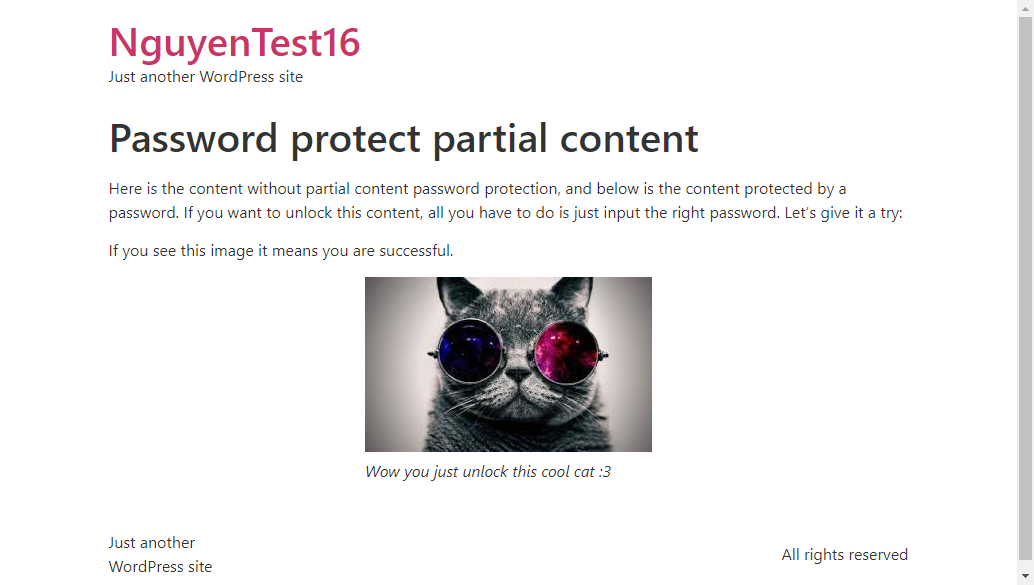 NguyenTest16
Just another WordPress site
Password protect partial content
Here is the content without partial content password protection, and below is the content protected by a
password. If you want to unlock this content, all you have to do is just input the right password. Let’s give it a try:
If you see this image it means you are successful.
Wow you just unlock this cool cat :3
Just another
WordPress site
All rights reserved